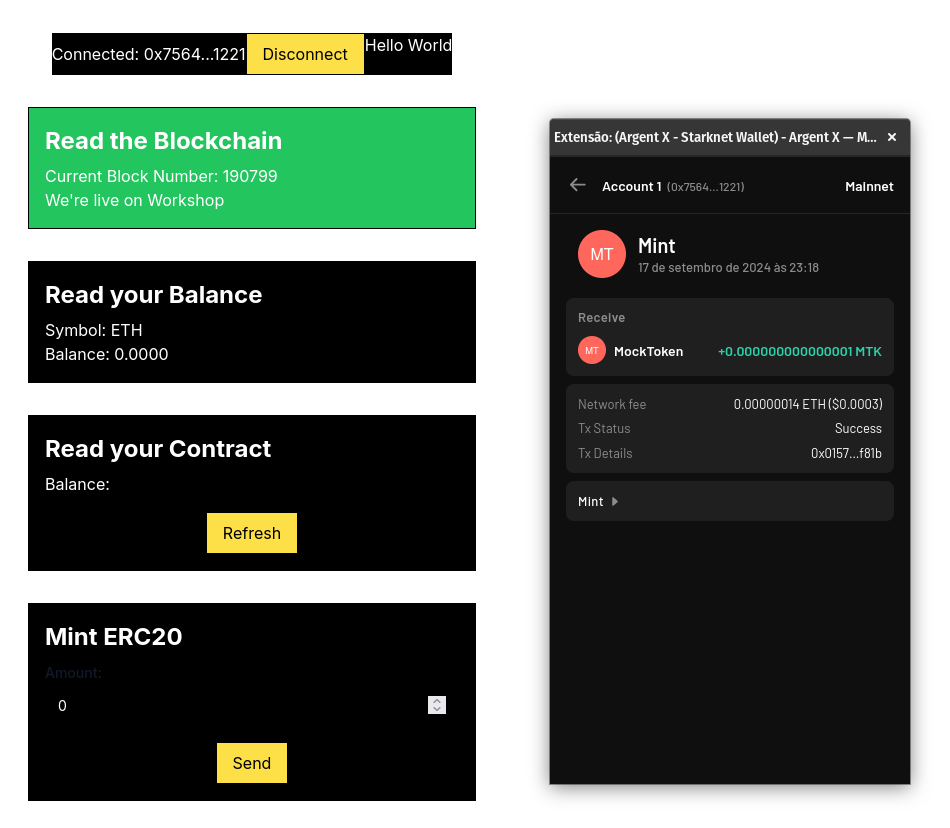 Connected: 0x7564...1221 Disconnect Hello World
Read the Blockchain
Current Block Number: 190799
We're live on Workshop
Read your Balance
Symbol: ETH
Balance: 0.0000
Read your Contract
Balance:
Refresh
Mint ERC20
Amount:
0
Send
Extensão: (Argent X - Starknet Wallet) - Argent X — M... ×
Account 1 (0x7564...1221) Mainnet
MT
Mint
17 de setembro de 2024 às 23:18
Receive
MT MockToken +0.000000000000001 MTK
Network fee 0.00000014 ETH ($0.0003)
Tx Status Success
Tx Details 0x0157...f81b
Mint